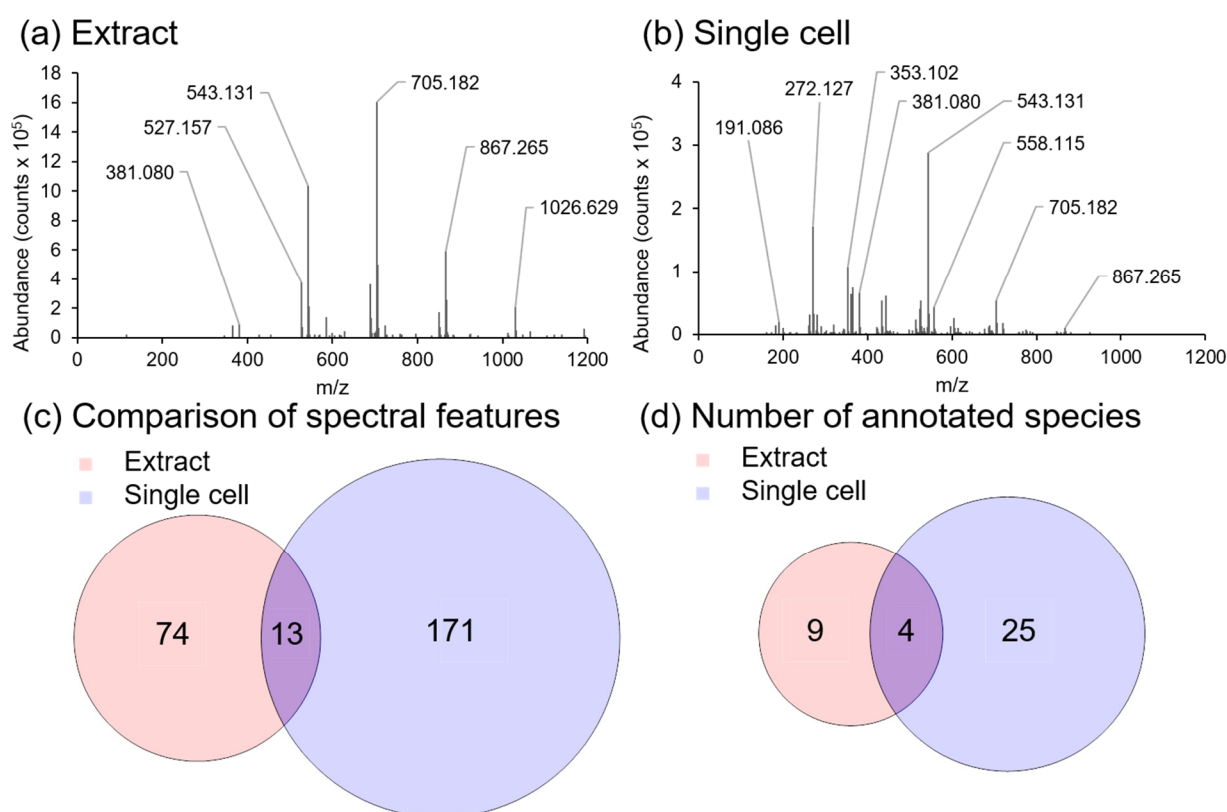 (a) Extract
Abundance (counts x 10⁵)
18
16
14
12
10
8
6
4
2
0
0 200 400 600 800 1000 1200
m/z
543.131
527.157
381.080
705.182
867.265
1026.629
(b) Single cell
Abundance (counts x 10⁵)
4
3
2
1
0
0 200 400 600 800 1000 1200
m/z
191.086
272.127
353.102
381.080
543.131
558.115
705.182
867.265
(c) Comparison of spectral features
Extract
Single cell
74 13 171
(d) Number of annotated species
Extract
Single cell
9 4 25